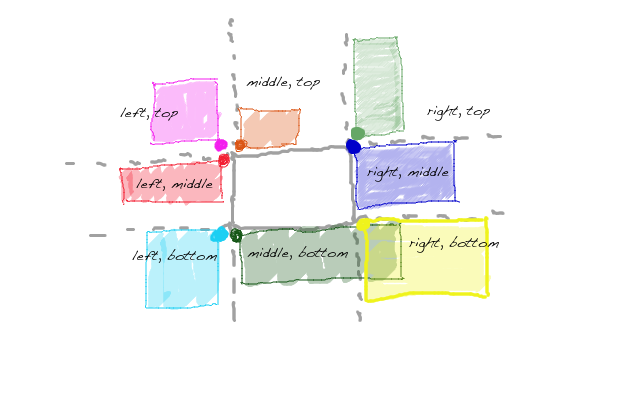 middle, top
left, top
right, top
left, middle
right, middle
left, bottom
middle, bottom
right, bottom